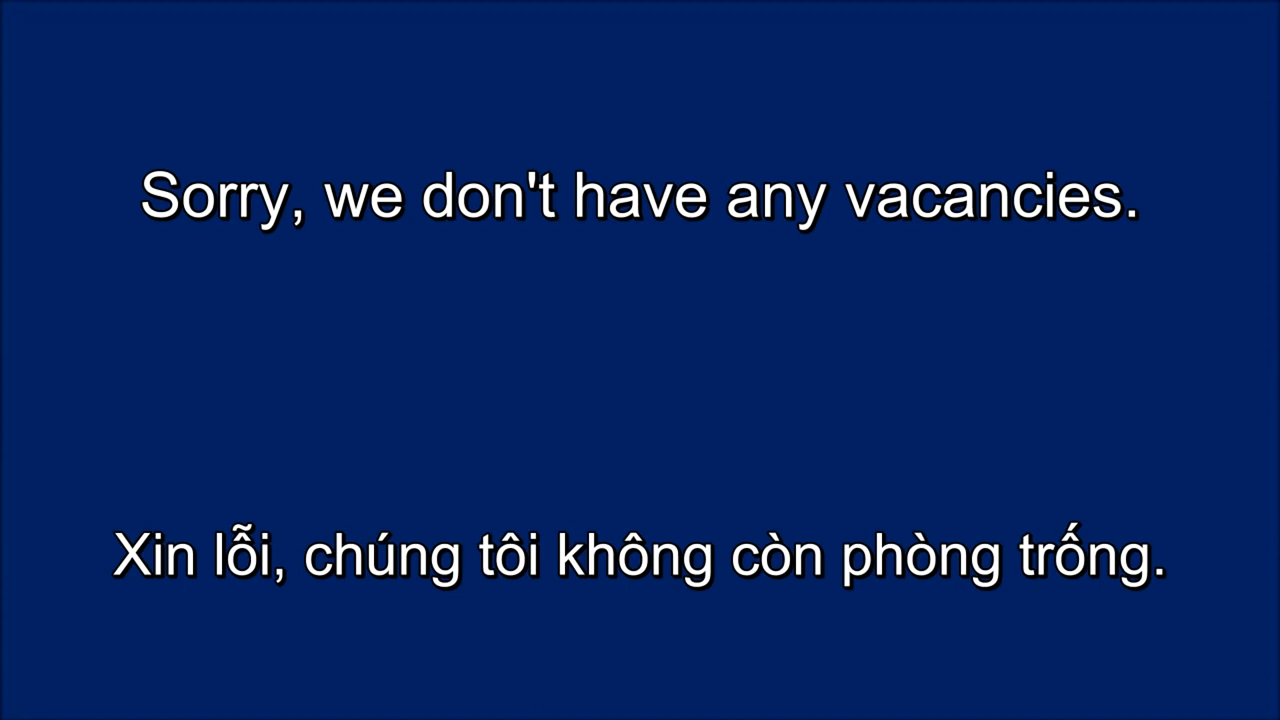 Sorry, we don't have any vacancies.
Xin lỗi, chúng tôi không còn phòng trống.